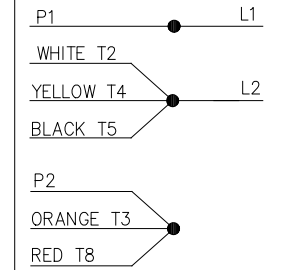 P1 L1
WHITE T2
YELLOW T4 L2
BLACK T5
P2
ORANGE T3
RED T8